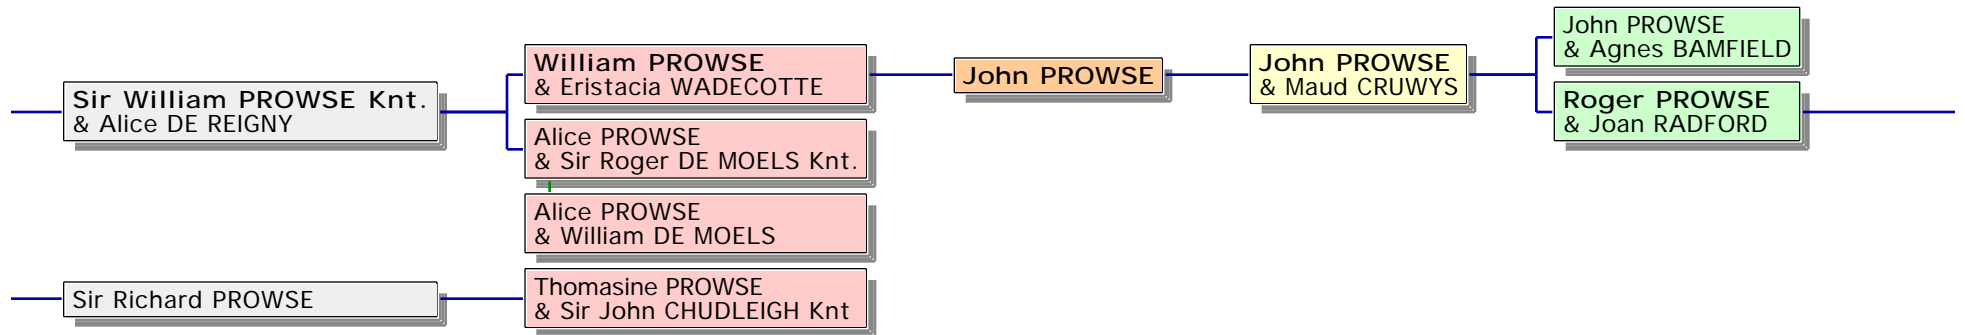 Sir William PROWSE Knt.
& Alice DE REIGNY
William PROWSE
& Eristacia WADECOTTE
Alice PROWSE
& Sir Roger DE MOELS Knt.
Alice PROWSE
& William DE MOELS
John PROWSE
John PROWSE
& Maud CRUWYS
John PROWSE
& Agnes BAMFIELD
Roger PROWSE
& Joan RADFORD
Sir Richard PROWSE
Thomasine PROWSE
& Sir John CHUDLEIGH Knt